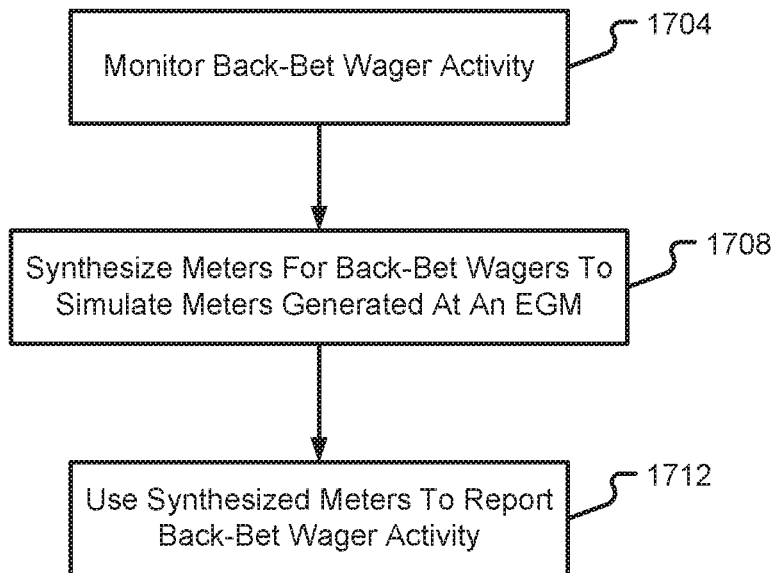 1704
Monitor Back-Bet Wager Activity
1708
Synthesize Meters For Back-Bet Wagers To
Simulate Meters Generated At An EGM
1712
Use Synthesized Meters To Report
Back-Bet Wager Activity